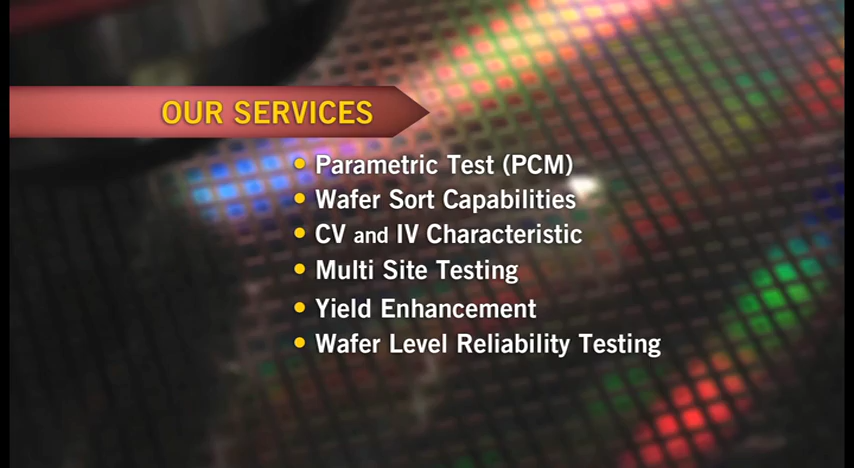 OUR SERVICES
Parametric Test (PCM)
Wafer Sort Capabilities
CV and IV Characteristic
Multi Site Testing
Yield Enhancement
Wafer Level Reliability Testing